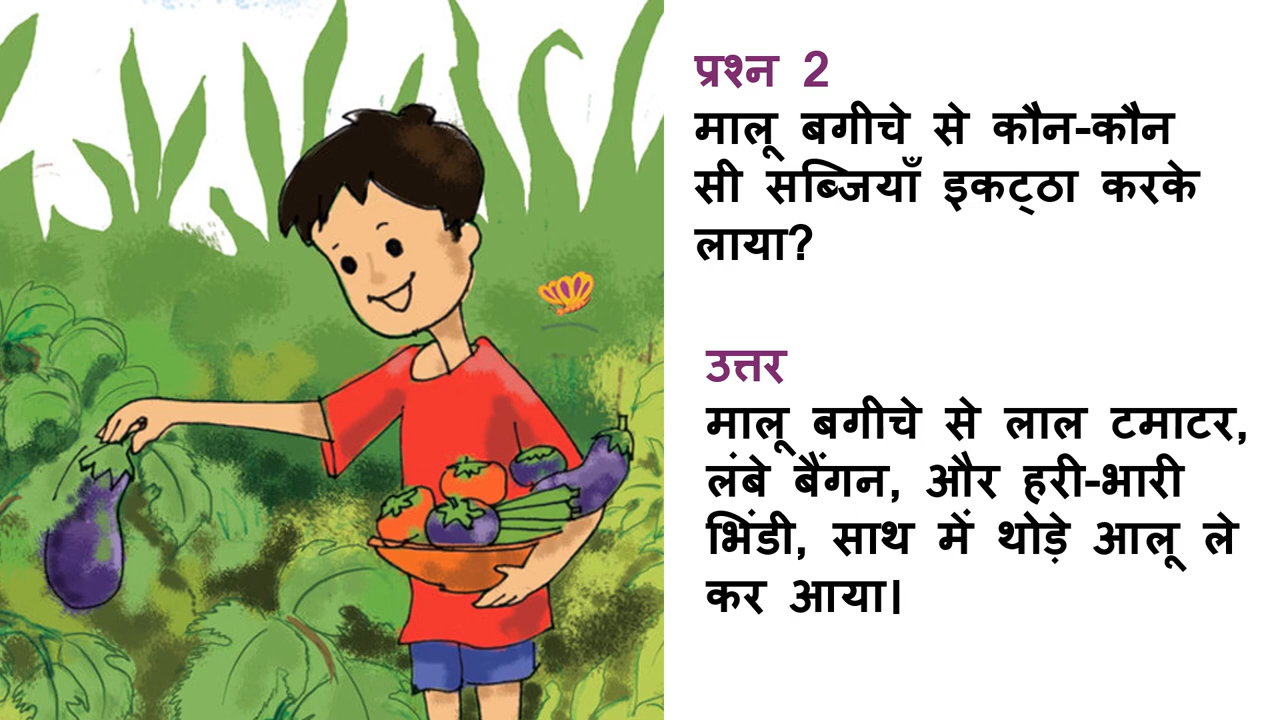 प्रश्न 2
मालू बगीचे से कौन-कौन
सी सब्जियाँ इकट्ठा करके
लाया?
उत्तर
मालू बगीचे से लाल टमाटर,
लंबे बैंगन, और हरी-भारी
भिंडी, साथ में थोड़े आलू ले
कर आया।